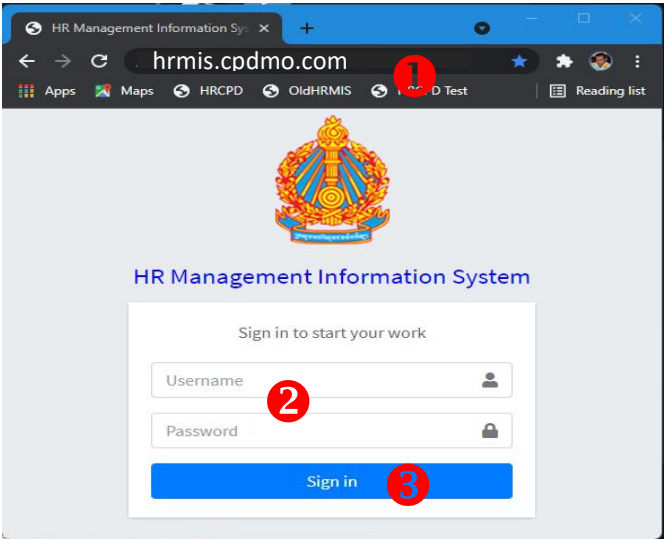 HR Management Information Sys
hrmis.cpdmo.com
1
Apps Maps HRCPD OldHRMIS HRCPD Test Reading list
HR Management Information System
Sign in to start your work
Username
2
Password
Sign in 3